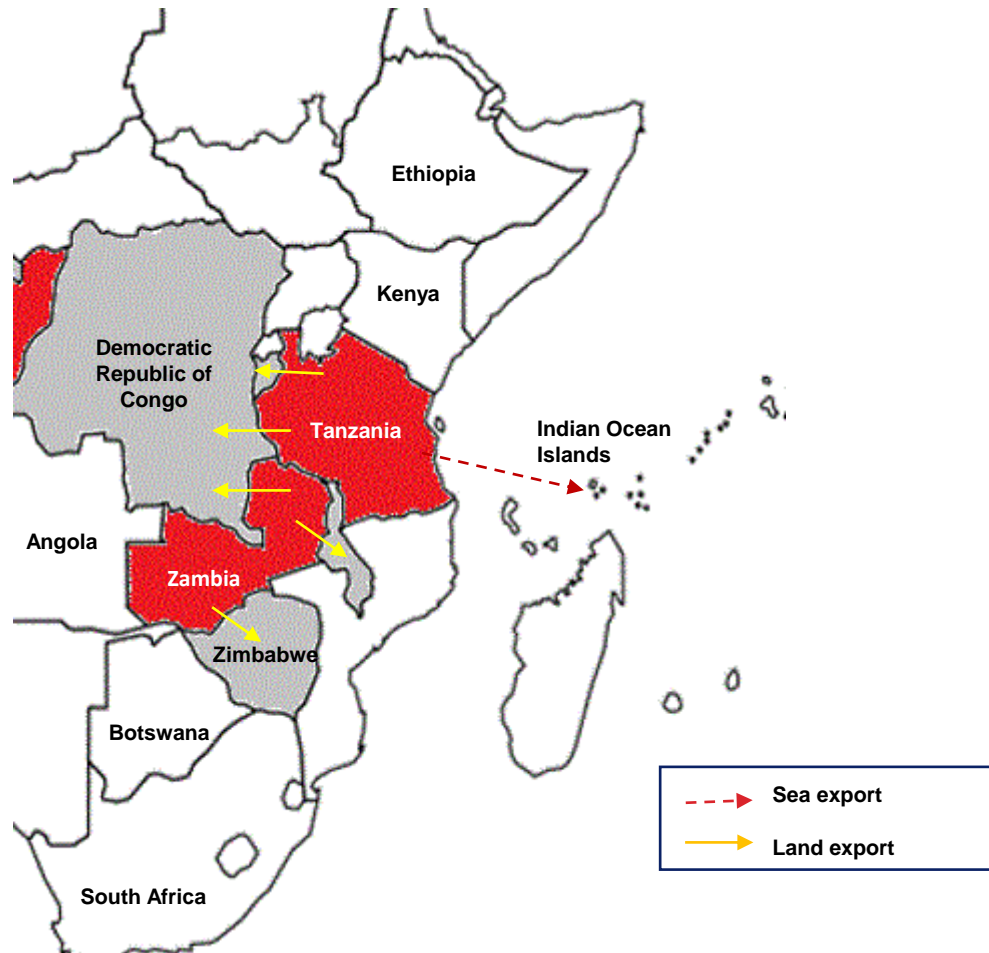 Ethiopia
Kenya
Democratic
Republic of
Congo
Tanzania
Indian Ocean
Islands
Angola
Zambia
Zimbabwe
Botswana
South Africa
Sea export
Land export